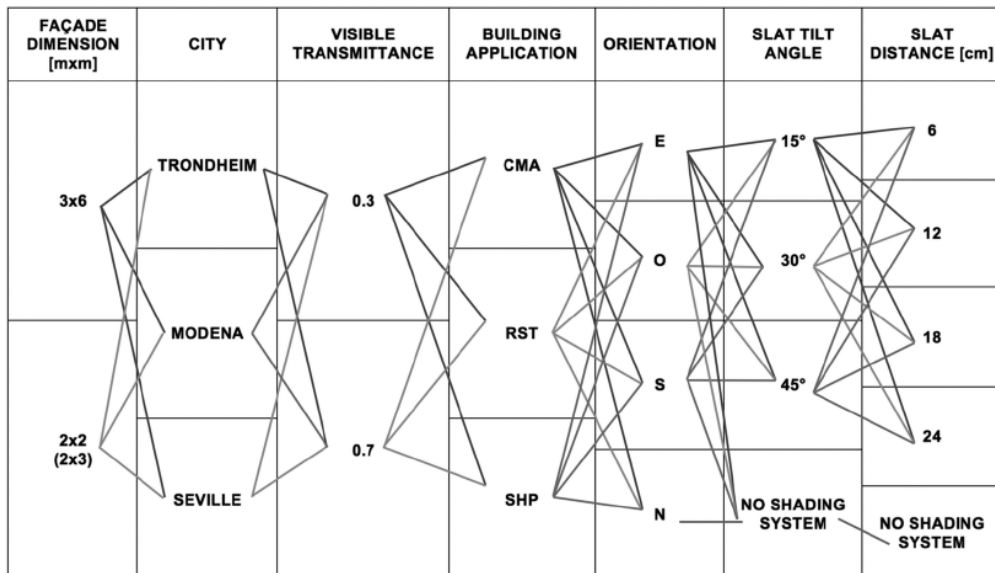 FAÇADE
DIMENSION
[mxm]
CITY
VISIBLE
TRANSMITTANCE
BUILDING
APPLICATION
ORIENTATION
SLAT TILT
ANGLE
SLAT
DISTANCE [cm]
3x6
2x2
(2x3)
TRONDHEIM
MODENA
SEVILLE
0.3
0.7
CMA
RST
SHP
E
O
S
N
15°
30°
45°
NO SHADING
SYSTEM
6
12
18
24
NO SHADING
SYSTEM